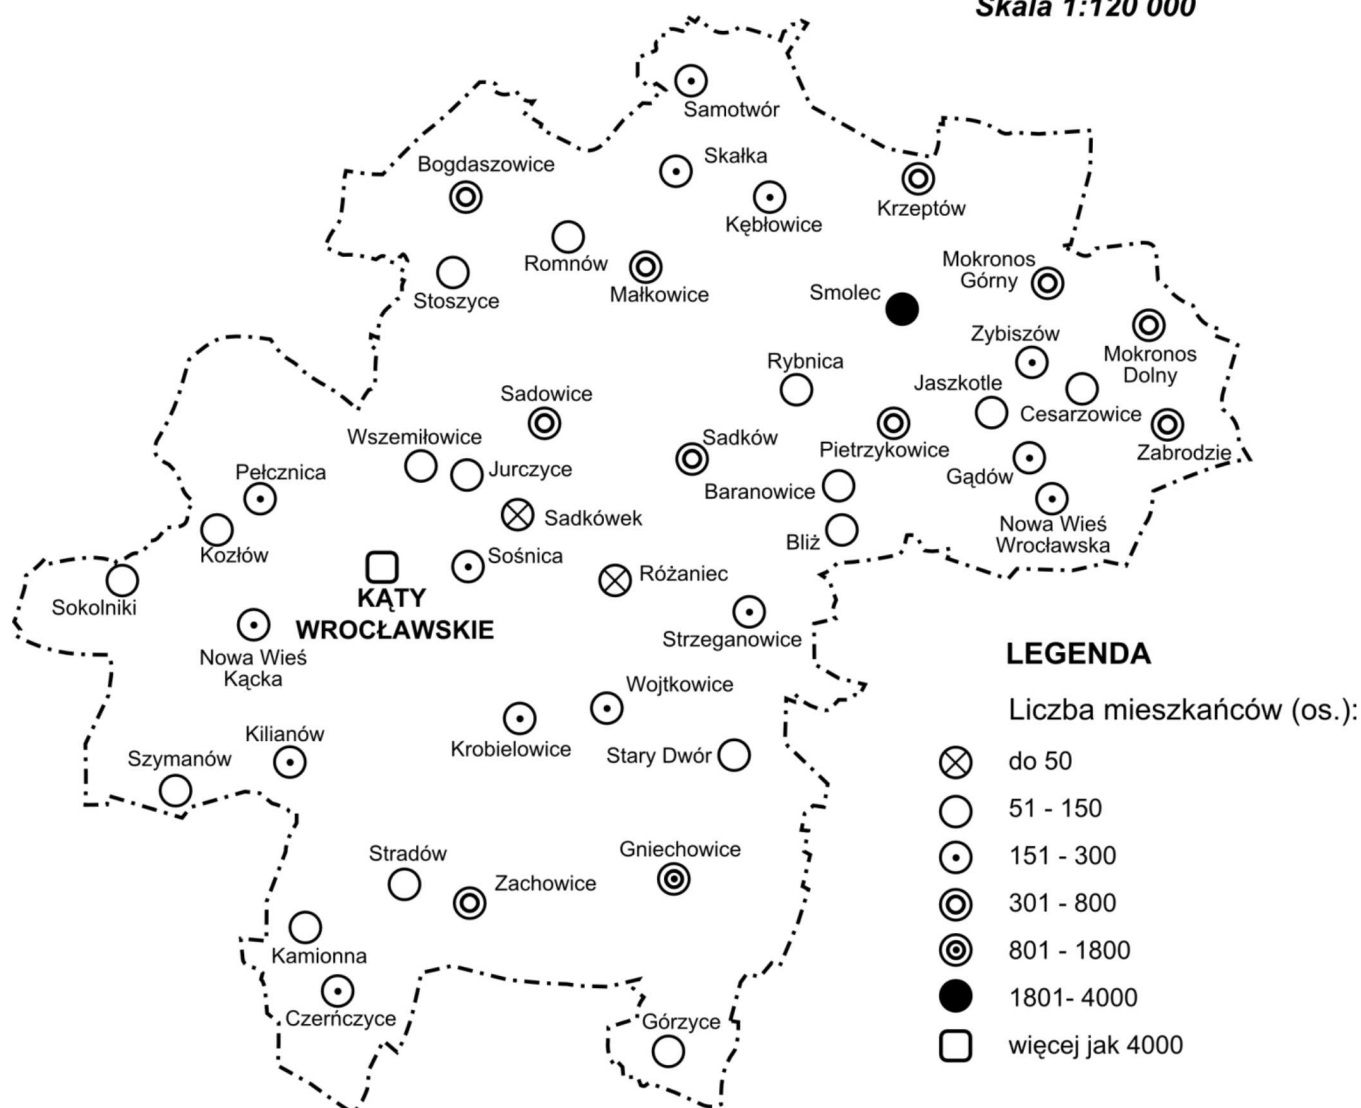 Skala 1:120 000
Samotwór
Skałka
Bogdaszowice
Kębłowice
Krzeptów
Romnów
Stoszyce
Małkowice
Mokronos
Górny
Smolec
Zybiszów
Mokronos
Dolny
Rybnica
Jaszkotle
Cesarzowice
Sadowice
Wszemiłowice
Sadków
Pietrzykowice
Zabrodzie
Pełcznica
Jurczyce
Gądów
Baranowice
Sadkówek
Nowa Wieś
Wrocławska
Kozłów
Bliż
Sośnica
Różaniec
Sokolniki
KĄTY
WROCŁAWSKIE
Strzeganowice
Nowa Wieś
Kącka
Wojtkowice
Kilianów
Krobielowice
Stary Dwór
Szymanów
Stradów
Gniechowice
Zachowice
Kamionna
Czerńczyce
Górzyce
LEGENDA
Liczba mieszkańców (os.):
do 50
51 - 150
151 - 300
301 - 800
801 - 1800
1801- 4000
więcej jak 4000